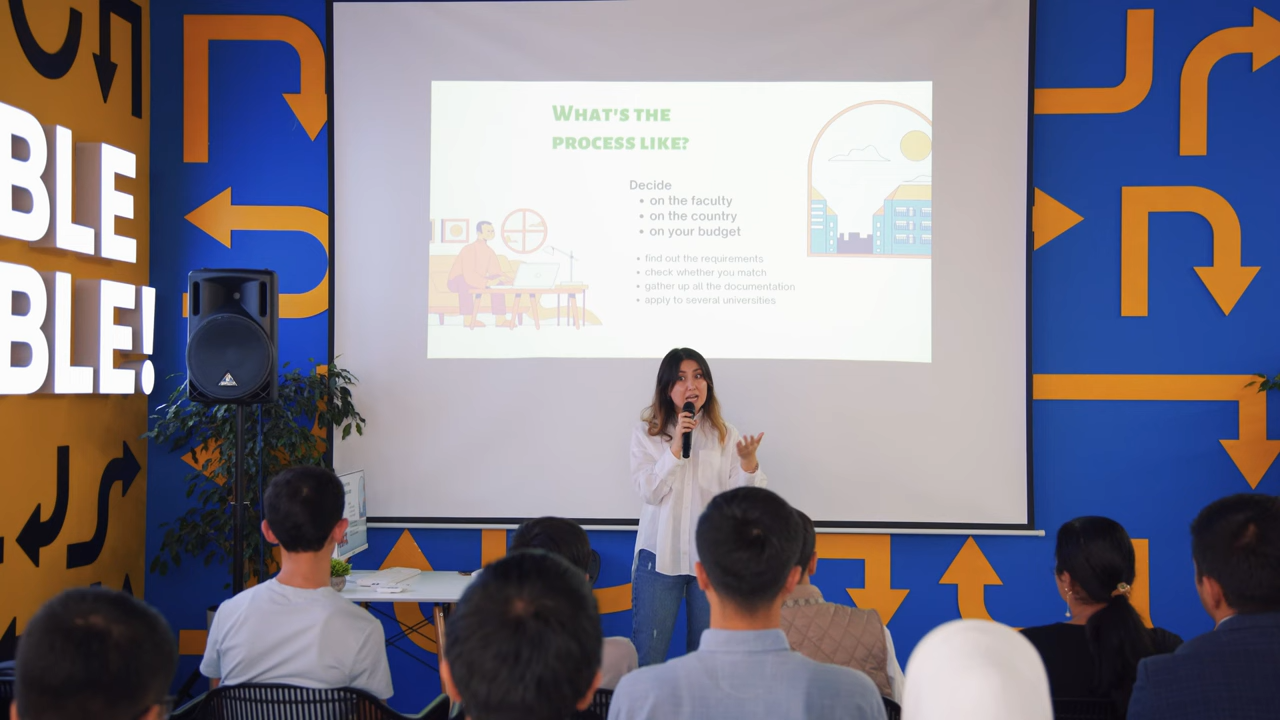 BLE
BLE!
WHAT'S THE
PROCESS LIKE?
Decide
• on the faculty
• on the country
• on your budget
• find out the requirements
• check whether you match
• gather up all the documentation
• apply to several universities